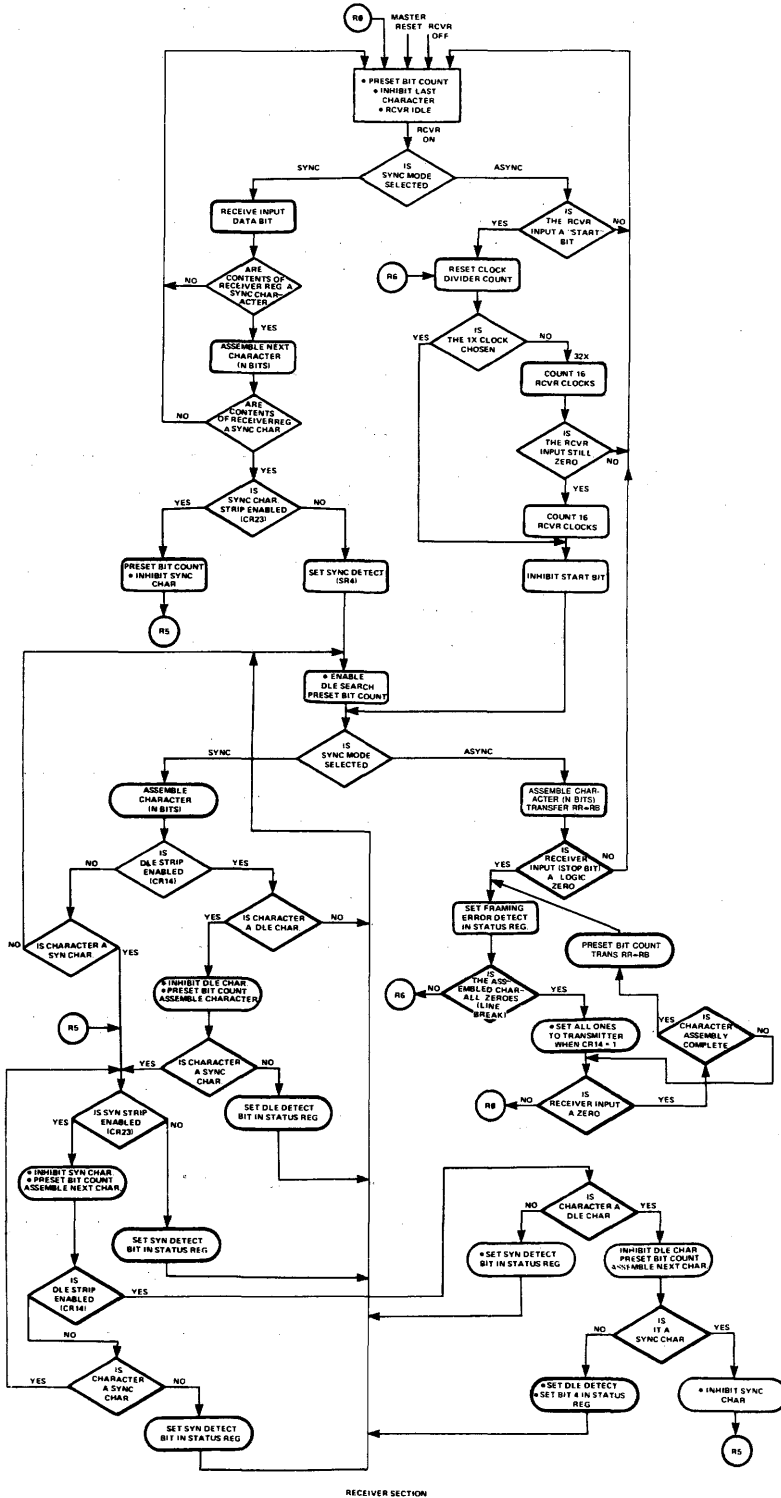 R0
MASTER
RESET
RCVR
OFF
• PRESET BIT COUNT
• INHIBIT LAST
CHARACTER
• RCVR IDLE
RCVR
ON
IS
SYNC MODE
SELECTED
SYNC
ASYNC
RECEIVE INPUT
DATA BIT
IS
THE RCVR
INPUT A "START"
BIT
YES
NO
ARE
CONTENTS OF
RECEIVER REG A
SYNC CHAR-
ACTER
NO
YES
R6
RESET CLOCK
DIVIDER COUNT
IS
THE 1X CLOCK
CHOSEN
YES
NO
32X
ASSEMBLE NEXT
CHARACTER
(N BITS)
COUNT 16
RCVR CLOCKS
ARE
CONTENTS
OF RECEIVER REG
A SYNC CHAR
NO
YES
IS
THE RCVR
INPUT STILL
ZERO
NO
YES
IS
SYNC CHAR.
STRIP ENABLED
(CR23)
YES
NO
COUNT 16
RCVR CLOCKS
PRESET BIT COUNT
• INHIBIT SYNC
CHAR
SET SYNC DETECT
(SR4)
INHIBIT START BIT
R5
• ENABLE
DLE SEARCH
PRESET BIT COUNT
IS
SYNC MODE
SELECTED
SYNC
ASYNC
ASSEMBLE
CHARACTER
(N BITS)
ASSEMBLE CHAR-
ACTER (N BITS)
TRANSFER RR→RB
IS
DLE STRIP
ENABLED
(CR14)
NO
YES
IS
RECEIVER
INPUT (STOP BIT)
A LOGIC
ZERO
YES
NO
IS CHARACTER
A DLE CHAR.
YES
NO
SET FRAMING
ERROR DETECT
IN STATUS REG.
IS CHARACTER A
SYN CHAR.
NO
YES
PRESET BIT COUNT
TRANS RR→RB
• INHIBIT DLE CHAR.
• PRESET BIT COUNT
ASSEMBLE CHARACTER
R6
NO
IS
THE ASS-
EMBLED CHAR-
ALL ZEROES
(LINE
BREAK)
YES
R5
• SET ALL ONES
TO TRANSMITTER
WHEN CR14 = 1
IS
CHARACTER
ASSEMBLY
COMPLETE
YES
NO
IS CHARACTER
A SYNC
CHAR.
YES
NO
SET DLE DETECT
BIT IN STATUS REG
R0
NO
IS
RECEIVER INPUT
A ZERO
YES
IS SYN STRIP
ENABLED
(CR23)
YES
NO
• INHIBIT SYN CHAR.
• PRESET BIT COUNT
ASSEMBLE NEXT CHAR.
SET SYN DETECT
BIT IN STATUS REG
IS
CHARACTER A
DLE CHAR
NO
YES
• SET SYN DETECT
BIT IN STATUS REG
INHIBIT DLE CHAR
PRESET BIT COUNT
ASSEMBLE NEXT CHAR.
IS
DLE STRIP
ENABLED
(CR14)
YES
NO
IS
IT A
SYNC CHAR
NO
YES
IS
CHARACTER
A SYNC
CHAR
YES
NO
• SET DLE DETECT
• SET BIT 4 IN STATUS
REG
• INHIBIT SYNC
CHAR
SET SYN DETECT
BIT IN STATUS REG
R5
RECEIVER SECTION